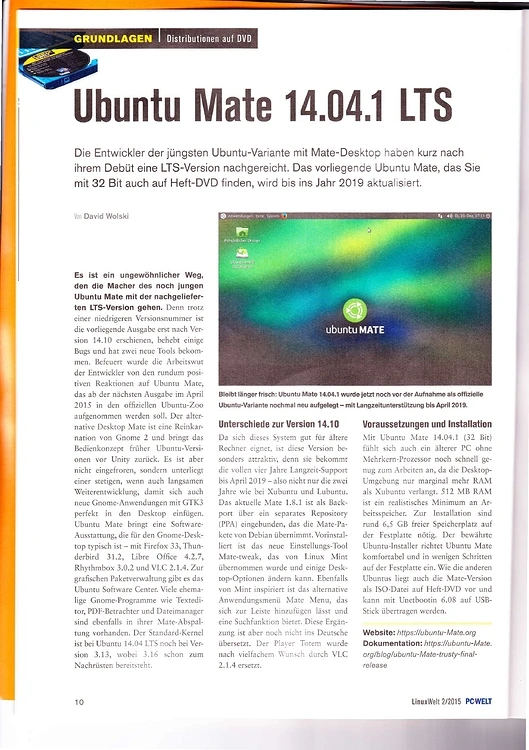 GRUNDLAGEN | Distributionen auf DVD
Ubuntu Mate 14.04.1 LTS
Die Entwickler der jüngsten Ubuntu-Variante mit Mate-Desktop haben kurz nach
ihrem Debüt eine LTS-Version nachgereicht. Das vorliegende Ubuntu Mate, das Sie
mit 32 Bit auch auf Heft-DVD finden, wird bis ins Jahr 2019 aktualisiert.
Von David Wolski
Es ist ein ungewöhnlicher Weg,
den die Macher des noch jungen
Ubuntu Mate mit der nachgeliefer-
ten LTS-Version gehen. Denn trotz
einer niedrigeren Versionsnummer ist
die vorliegende Ausgabe erst nach Ver-
sion 14.10 erschienen, behebt einige
Bugs und hat zwei neue Tools bekom-
men. Befeuert wurde die Arbeitswut
der Entwickler von den rundum posi-
tiven Reaktionen auf Ubuntu Mate,
das ab der nächsten Ausgabe im April
2015 in den offiziellen Ubuntu-Zoo
aufgenommen werden soll. Der alter-
native Desktop Mate ist eine Reinkar-
nation von Gnome 2 und bringt das
Bedienkonzept früher Ubuntu-Versi-
onen vor Unity zurück. Es ist aber
nicht eingefroren, sondern unterliegt
einer stetigen, wenn auch langsamen
Weiterentwicklung, damit sich auch
neue Gnome-Anwendungen mit GTK3
perfekt in den Desktop einfügen.
Ubuntu Mate bringt eine Software-
Ausstattung, die für den Gnome-Desk-
top typisch ist – mit Firefox 33, Thun-
derbird 31.2, Libre Office 4.2.7,
Rhythmbox 3.0.2 und VLC 2.1.4. Zur
grafischen Paketverwaltung gibt es das
Ubuntu Software Center. Viele ehema-
lige Gnome-Programme wie Textedi-
tor, PDF-Betrachter und Dateimanager
sind ebenfalls in ihrer Mate-Abspal-
tung vorhanden. Der Standard-Kernel
ist bei Ubuntu 14.04 LTS noch bei Ver-
sion 3.13, wobei 3.16 schon zum
Nachrüsten bereitsteht.
ubuntu MATE
Bleibt länger frisch: Ubuntu Mate 14.04.1 wurde jetzt noch vor der Aufnahme als offizielle
Ubuntu-Variante nochmal neu aufgelegt – mit Langzeitunterstützung bis April 2019.
Unterschiede zur Version 14.10
Da sich dieses System gut für ältere
Rechner eignet, ist diese Version be-
sonders attraktiv, denn sie bekommt
die vollen vier Jahre Langzeit-Support
bis April 2019 – also nicht nur die zwei
Jahre wie bei Xubuntu und Lubuntu.
Das aktuelle Mate 1.8.1 ist als Back-
port über ein separates Repository
(PPA) eingebunden, das die Mate-Pa-
kete von Debian übernimmt. Vorinstal-
liert ist das neue Einstellungs-Tool
Mate-tweak, das von Linux Mint
übernommen wurde und einige Desk-
top-Optionen ändern kann. Ebenfalls
von Mint inspiriert ist das alternative
Anwendungsmenü Mate Menu, das
sich zur Leiste hinzufügen lässt und
eine Suchfunktion bietet. Diese Ergän-
zung ist aber noch nicht ins Deutsche
übersetzt. Der Player Totem wurde
nach vielfachem Wunsch durch VLC
2.1.4 ersetzt.
Voraussetzungen und Installation
Mit Ubuntu Mate 14.04.1 (32 Bit)
fühlt sich auch ein älterer PC ohne
Mehrkern-Prozessor noch schnell ge-
nug zum Arbeiten an, da die Desktop-
Umgebung nur marginal mehr RAM
als Xubuntu verlangt. 512 MB RAM
ist ein realistisches Minimum an Ar-
beitsspeicher. Zur Installation sind
rund 6,5 GB freier Speicherplatz auf
der Festplatte nötig. Der bewährte
Ubuntu-Installer richtet Ubuntu Mate
komfortabel und in wenigen Schritten
auf der Festplatte ein. Wie die anderen
Ubuntus liegt auch die Mate-Version
als ISO-Datei auf Heft-DVD vor und
kann mit Unetbootin 6.08 auf USB-
Stick übertragen werden.
Website: https://ubuntu-Mate.org
Dokumentation: https://ubuntu-Mate.
org/blog/ubuntu-Mate-trusty-final-
release
10
LinuxWelt 2/2015 PCWELT